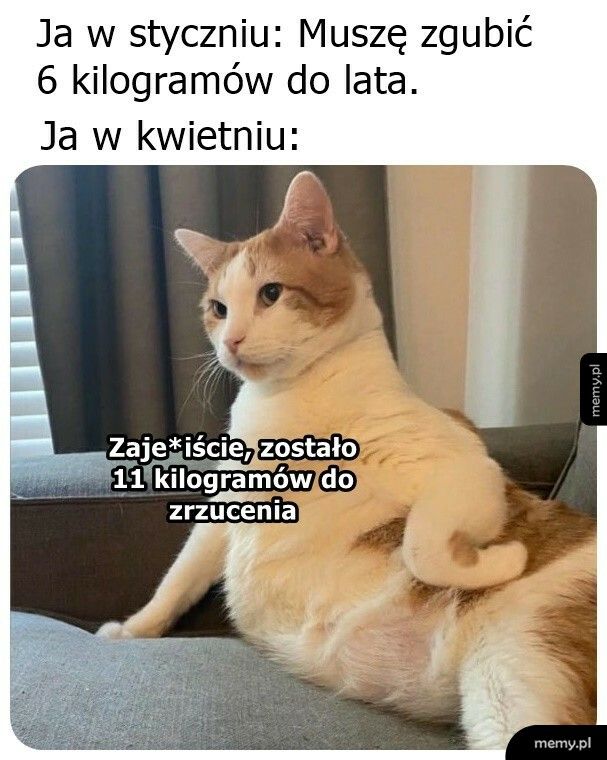 Ja w styczniu: Muszę zgubić
6 kilogramów do lata.
Ja w kwietniu:
memy.pl
Zaje*iście, zostało
11 kilogramów do
zrzucenia
memy.pl